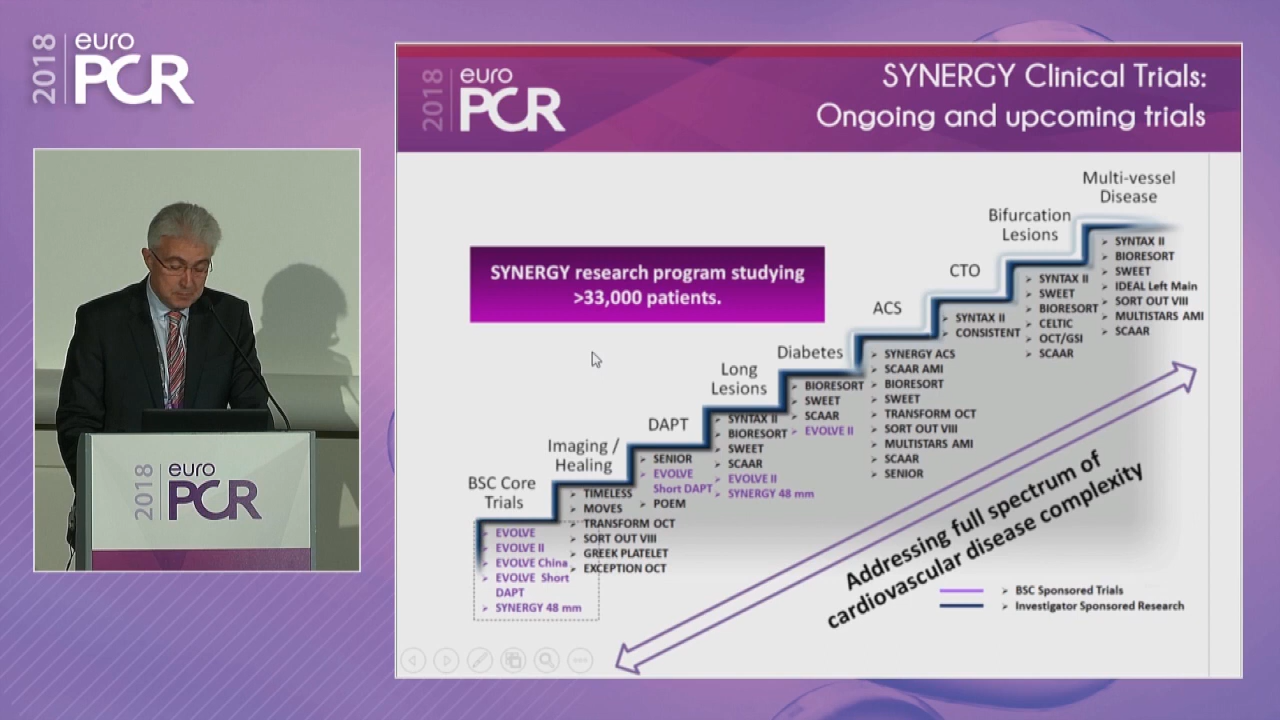 2018
euro
PCR
2018
euro
PCR
SYNERGY Clinical Trials:
Ongoing and upcoming trials
SYNERGY research program studying
>33,000 patients.
BSC Core
Trials
EVOLVE
EVOLVE II
EVOLVE China
EVOLVE Short
DAPT
SYNERGY 48 mm
Imaging /
Healing
TIMELESS
MOVES
TRANSFORM OCT
SORT OUT VIII
GREEK PLATELET
EXCEPTION OCT
DAPT
SENIOR
EVOLVE
Short DAPT
POEM
Long
Lesions
SYNTAX II
BIORESORT
SWEET
SCAAR
EVOLVE II
SYNERGY 48 mm
Diabetes
BIORESORT
SWEET
SCAAR
EVOLVE II
ACS
SYNERGY ACS
SCAAR AMI
BIORESORT
SWEET
TRANSFORM OCT
SORT OUT VIII
MULTISTARS AMI
SCAAR
SENIOR
CTO
SYNTAX II
CONSISTENT
Bifurcation
Lesions
SYNTAX II
SWEET
BIORESORT
CELTIC
OCT/GSI
SCAAR
Multi-vessel
Disease
SYNTAX II
BIORESORT
SWEET
IDEAL Left Main
SORT OUT VIII
MULTISTARS AMI
SCAAR
Addressing full spectrum of
cardiovascular disease complexity
BSC Sponsored Trials
Investigator Sponsored Research
2018
euro
PCR